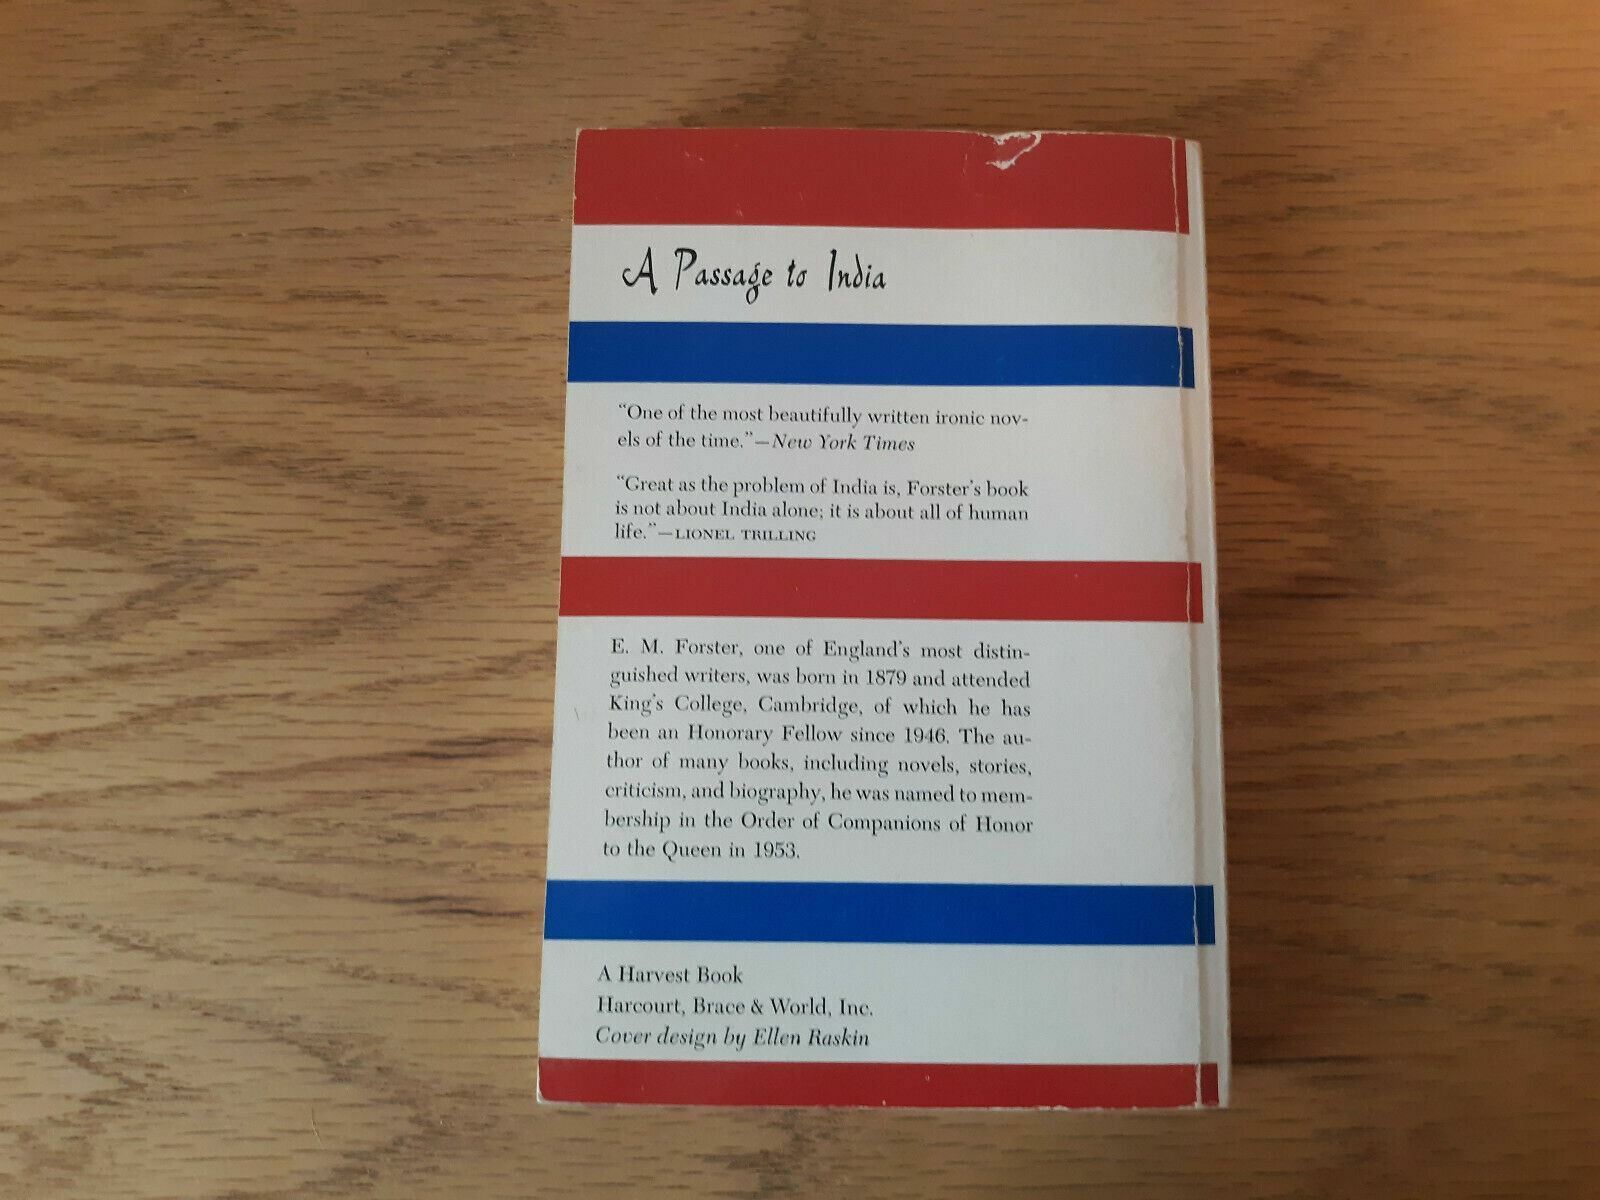 A Passage to India
“One of the most beautifully written ironic nov-
els of the time.”—New York Times
“Great as the problem of India is, Forster’s book
is not about India alone; it is about all of human
life.”—LIONEL TRILLING
E. M. Forster, one of England’s most distin-
guished writers, was born in 1879 and attended
King’s College, Cambridge, of which he has
been an Honorary Fellow since 1946. The au-
thor of many books, including novels, stories,
criticism, and biography, he was named to mem-
bership in the Order of Companions of Honor
to the Queen in 1953.
A Harvest Book
Harcourt, Brace & World, Inc.
Cover design by Ellen Raskin